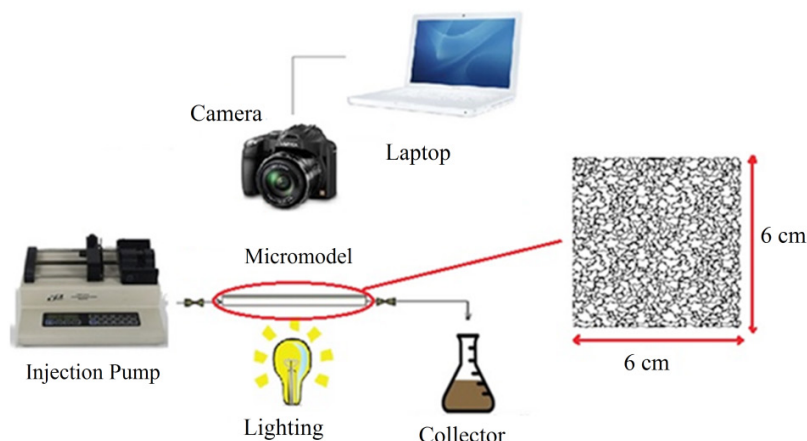 Camera
Laptop
Micromodel
6 cm
6 cm
Injection Pump
Lighting
Collector